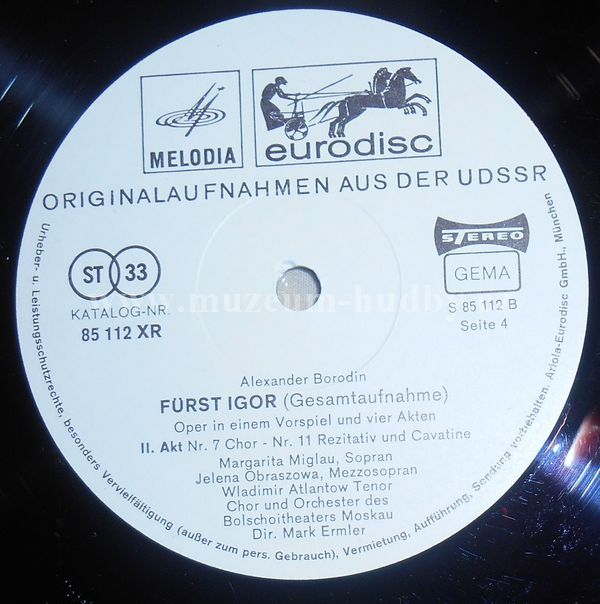 MELODIA
eurodisc
ORIGINALAUFNAHMEN AUS DER UDSSR
ST 33
KATALOG-NR.
85 112 XR
STEREO
GEMA
S 85 112 B
Seite 4
www.muzeum-hudb
Alexander Borodin
FÜRST IGOR (Gesamtaufnahme)
Oper in einem Vorspiel und vier Akten
II. Akt Nr. 7 Chor - Nr. 11 Rezitativ und Cavatine
Margarita Miglau, Sopran
Jelena Obraszowa, Mezzosopran
Wladimir Atlantow Tenor
Chor und Orchester des
Bolschoitheaters Moskau
Dir. Mark Ermler
Urheber- u. Leistungsschutzrechte, besonders Vervielfältigung (außer zum pers. Gebrauch), Vermietung, Aufführung, Sendung vorbehalten. Ariola-Eurodisc GmbH., München